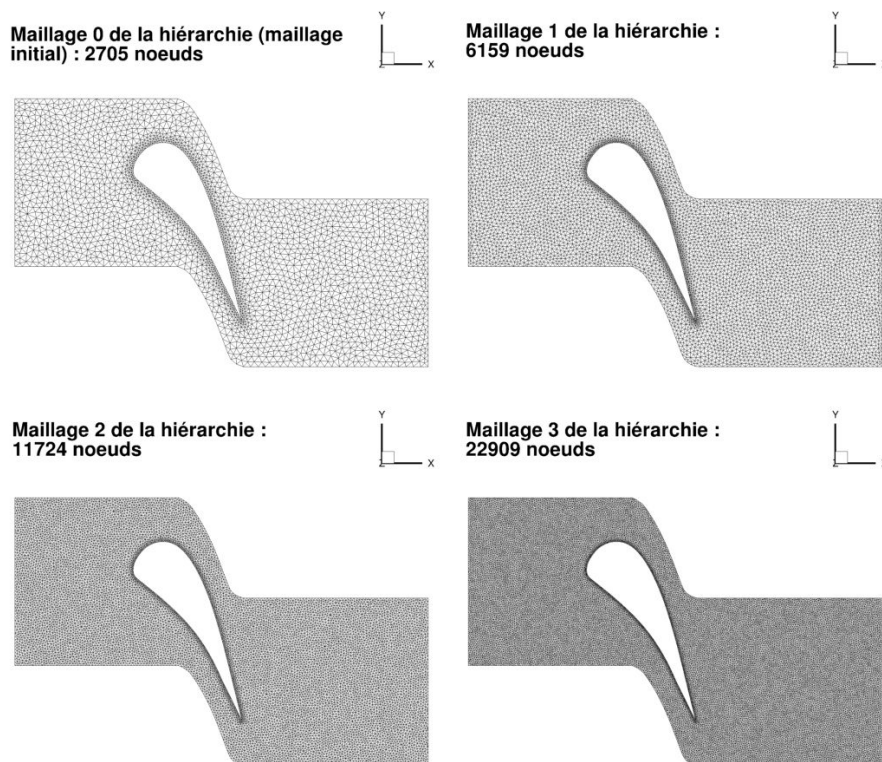 Maillage 0 de la hiérarchie (maillage
initial) : 2705 noeuds
Y
Z
X
Maillage 1 de la hiérarchie :
6159 noeuds
Y
Z
Maillage 2 de la hiérarchie :
11724 noeuds
Y
Z
X
Maillage 3 de la hiérarchie :
22909 noeuds
Y
Z